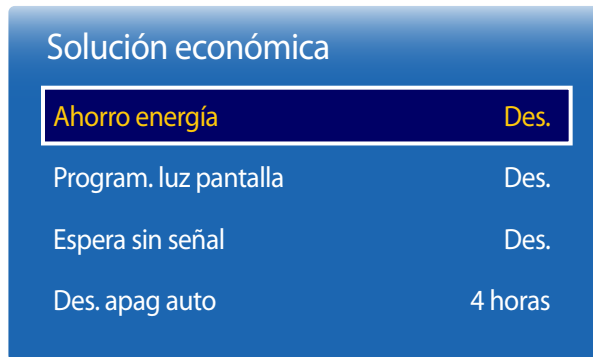 Solución económica
Ahorro energía Des.
Program. luz pantalla Des.
Espera sin señal Des.
Des. apag auto 4 horas